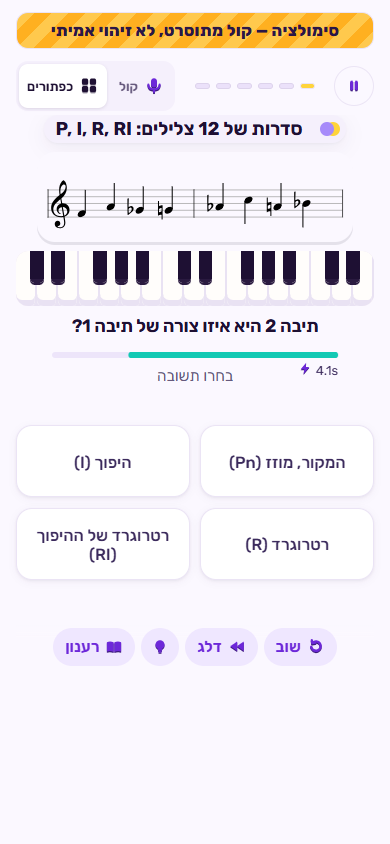 סימולציה – קול מתוסרט, לא זיהוי אמיתי
קול
כפתורים
סדרות של 12 צלילים: P, I, R, RI
תיבה 2 היא איזו צורה של תיבה 1?
4.1s
בחרו תשובה
המקור, מוזז (Pn)
היפוך (I)
רטרוגרד (R)
רטרוגרד של ההיפוך
(RI)
שוב
דלג
רענון